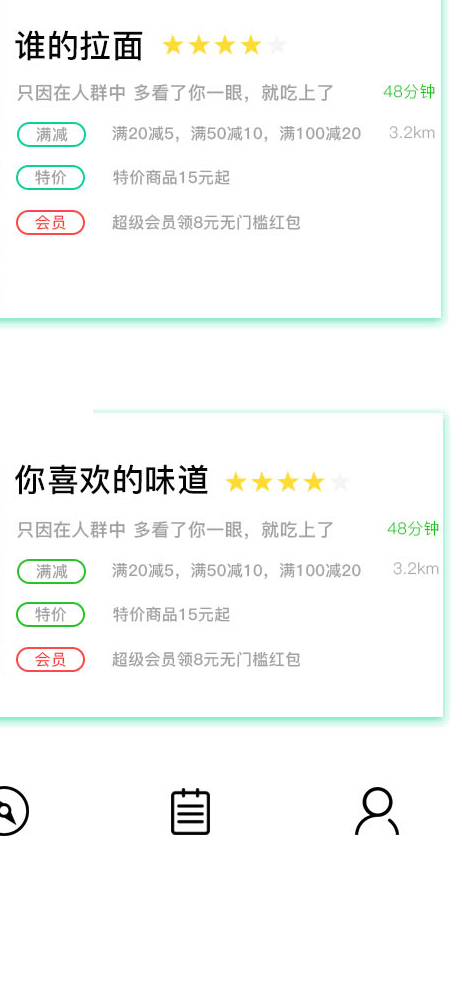 谁的拉面
只因在人群中 多看了你一眼，就吃上了 48分钟
满减 满20减5，满50减10，满100减20 3.2km
特价 特价商品15元起
会员 超级会员领8元无门槛红包
你喜欢的味道
只因在人群中 多看了你一眼，就吃上了 48分钟
满减 满20减5，满50减10，满100减20 3.2km
特价 特价商品15元起
会员 超级会员领8元无门槛红包